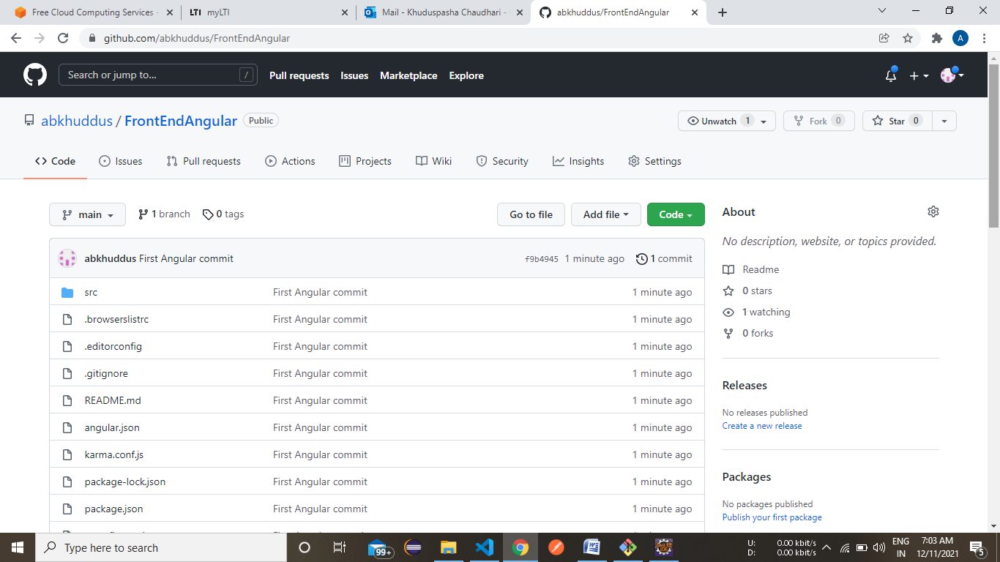 Free Cloud Computing Services -
LTI myLTI
Mail - Khuduspasha Chaudhari -
abkhuddus/FrontEndAngular
github.com/abkhuddus/FrontEndAngular
A
Search or jump to... /
Pull requests Issues Marketplace Explore
abkhuddus / FrontEndAngular Public
Unwatch 1 Fork 0 Star 0
Code Issues Pull requests Actions Projects Wiki Security Insights Settings
main 1 branch 0 tags Go to file Add file Code
abkhuddus First Angular commit f9b4945 1 minute ago 1 commit
src First Angular commit 1 minute ago
.browserslistrc First Angular commit 1 minute ago
.editorconfig First Angular commit 1 minute ago
.gitignore First Angular commit 1 minute ago
README.md First Angular commit 1 minute ago
angular.json First Angular commit 1 minute ago
karma.conf.js First Angular commit 1 minute ago
package-lock.json First Angular commit 1 minute ago
package.json First Angular commit 1 minute ago
About
No description, website, or topics provided.
Readme
0 stars
1 watching
0 forks
Releases
No releases published
Create a new release
Packages
No packages published
Publish your first package
Type here to search
99+
JAVA EE
IDE
U: 0.00 kbit/s
D: 0.00 kbit/s
ENG
IN
7:03 AM
12/11/2021
5